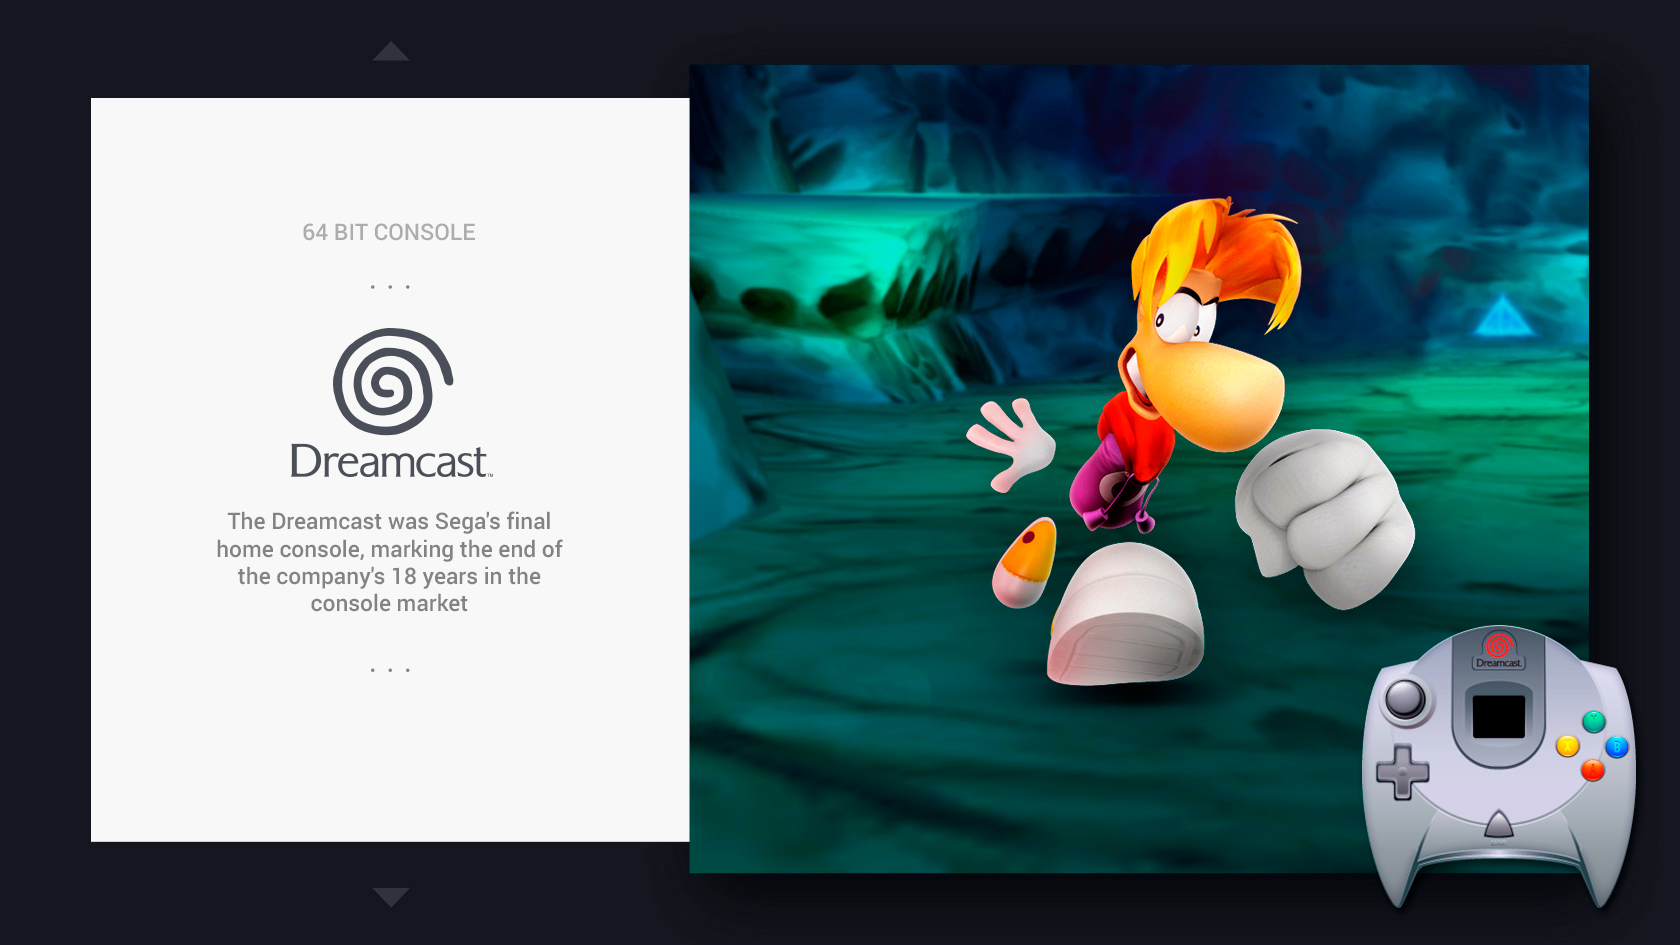 64 BIT CONSOLE
. . .
Dreamcast™
The Dreamcast was Sega's final
home console, marking the end of
the company's 18 years in the
console market
. . .
Dreamcast
Y
X
B
A